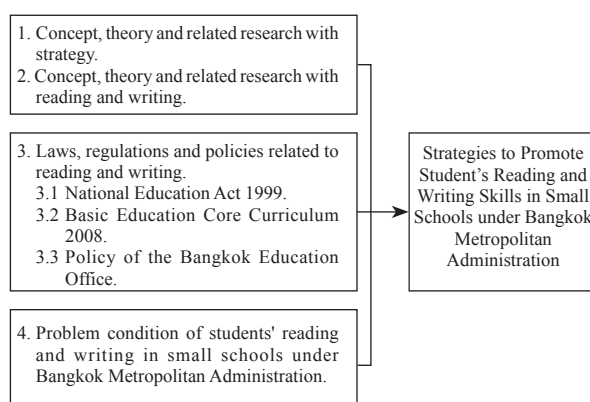 1. Concept, theory and related research with
strategy.
2. Concept, theory and related research with
reading and writing.
3. Laws, regulations and policies related to
reading and writing.
3.1 National Education Act 1999.
3.2 Basic Education Core Curriculum
2008.
3.3 Policy of the Bangkok Education
Office.
4. Problem condition of students' reading
and writing in small schools under
Bangkok Metropolitan Administration.
Strategies to Promote
Student's Reading and
Writing Skills in Small
Schools under Bangkok
Metropolitan
Administration